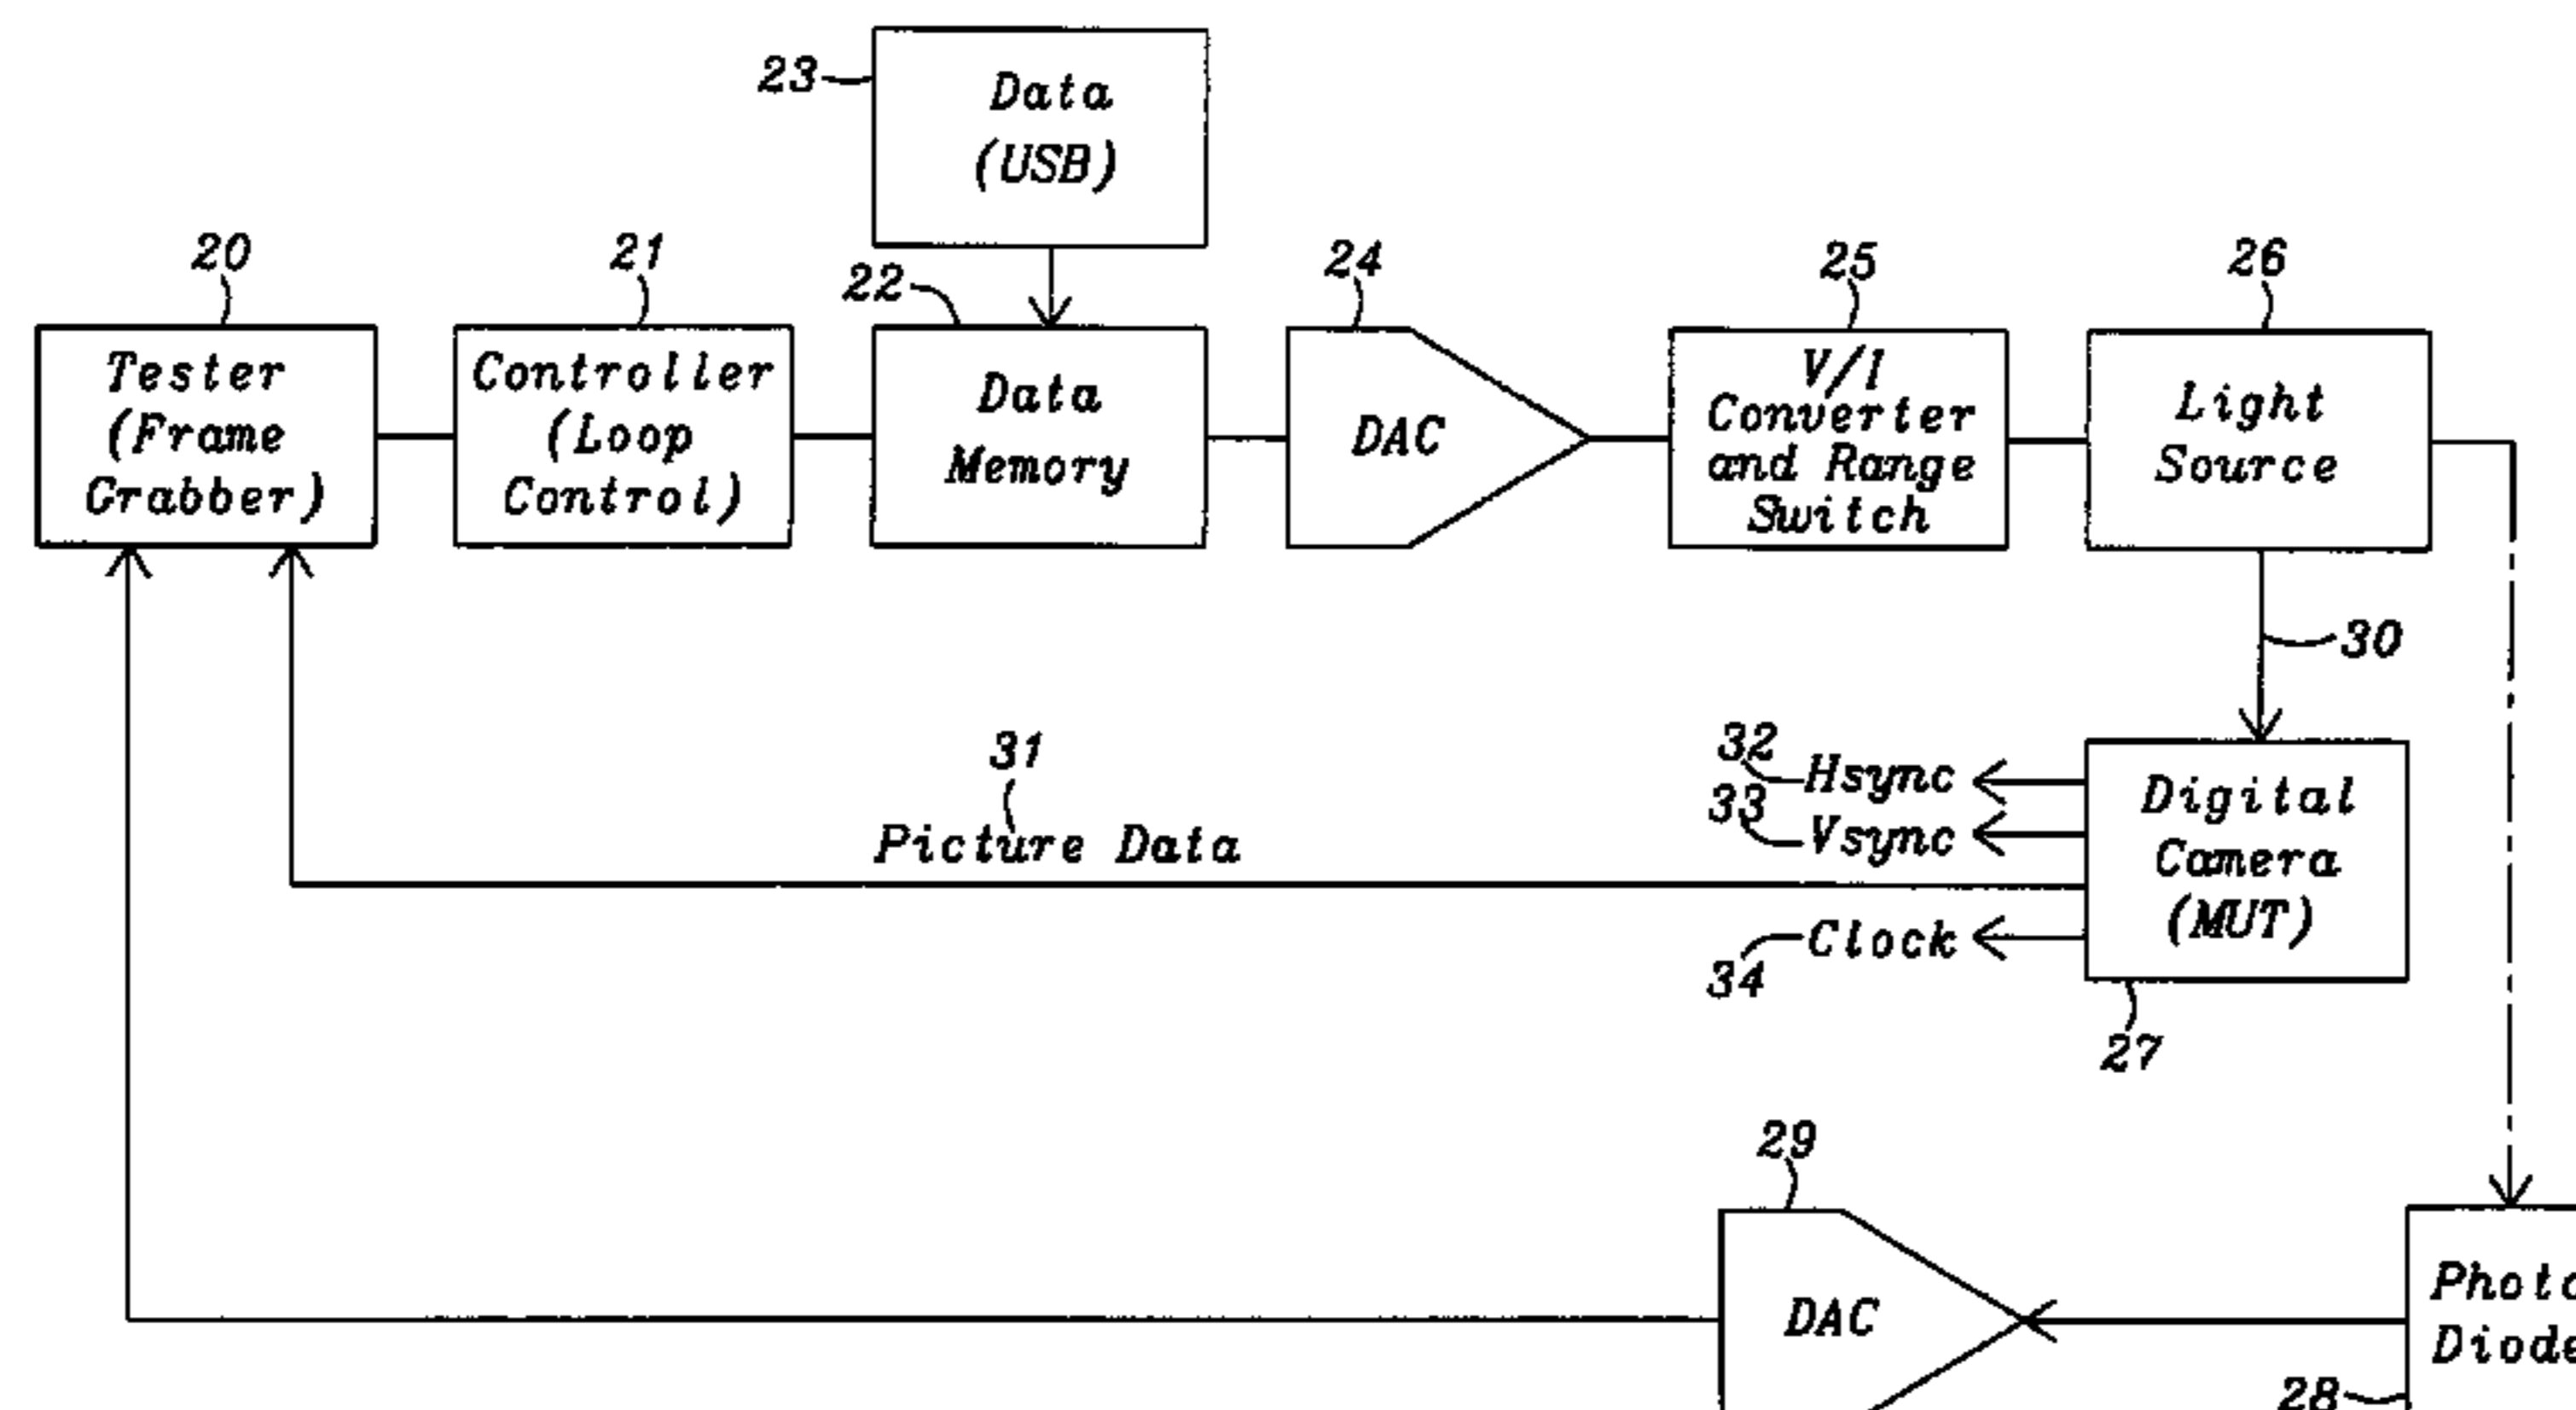 23
Data
(USB)
20
21
22
24
25
26
Tester
(Frame
Grabber)
Controller
(Loop
Control)
Data
Memory
DAC
V/I
Converter
and Range
Switch
Light
Source
30
31
Picture Data
32
Hsync
33
Vsync
34
Clock
Digital
Camera
(MUT)
27
29
DAC
Diode
28